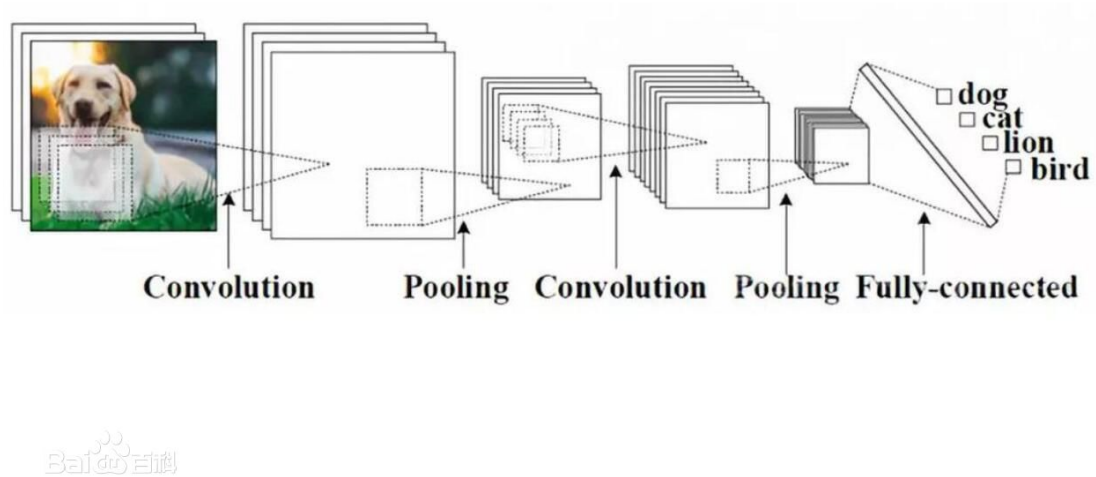 dog
cat
lion
bird
Convolution Pooling Convolution Pooling Fully-connected
Bai百科